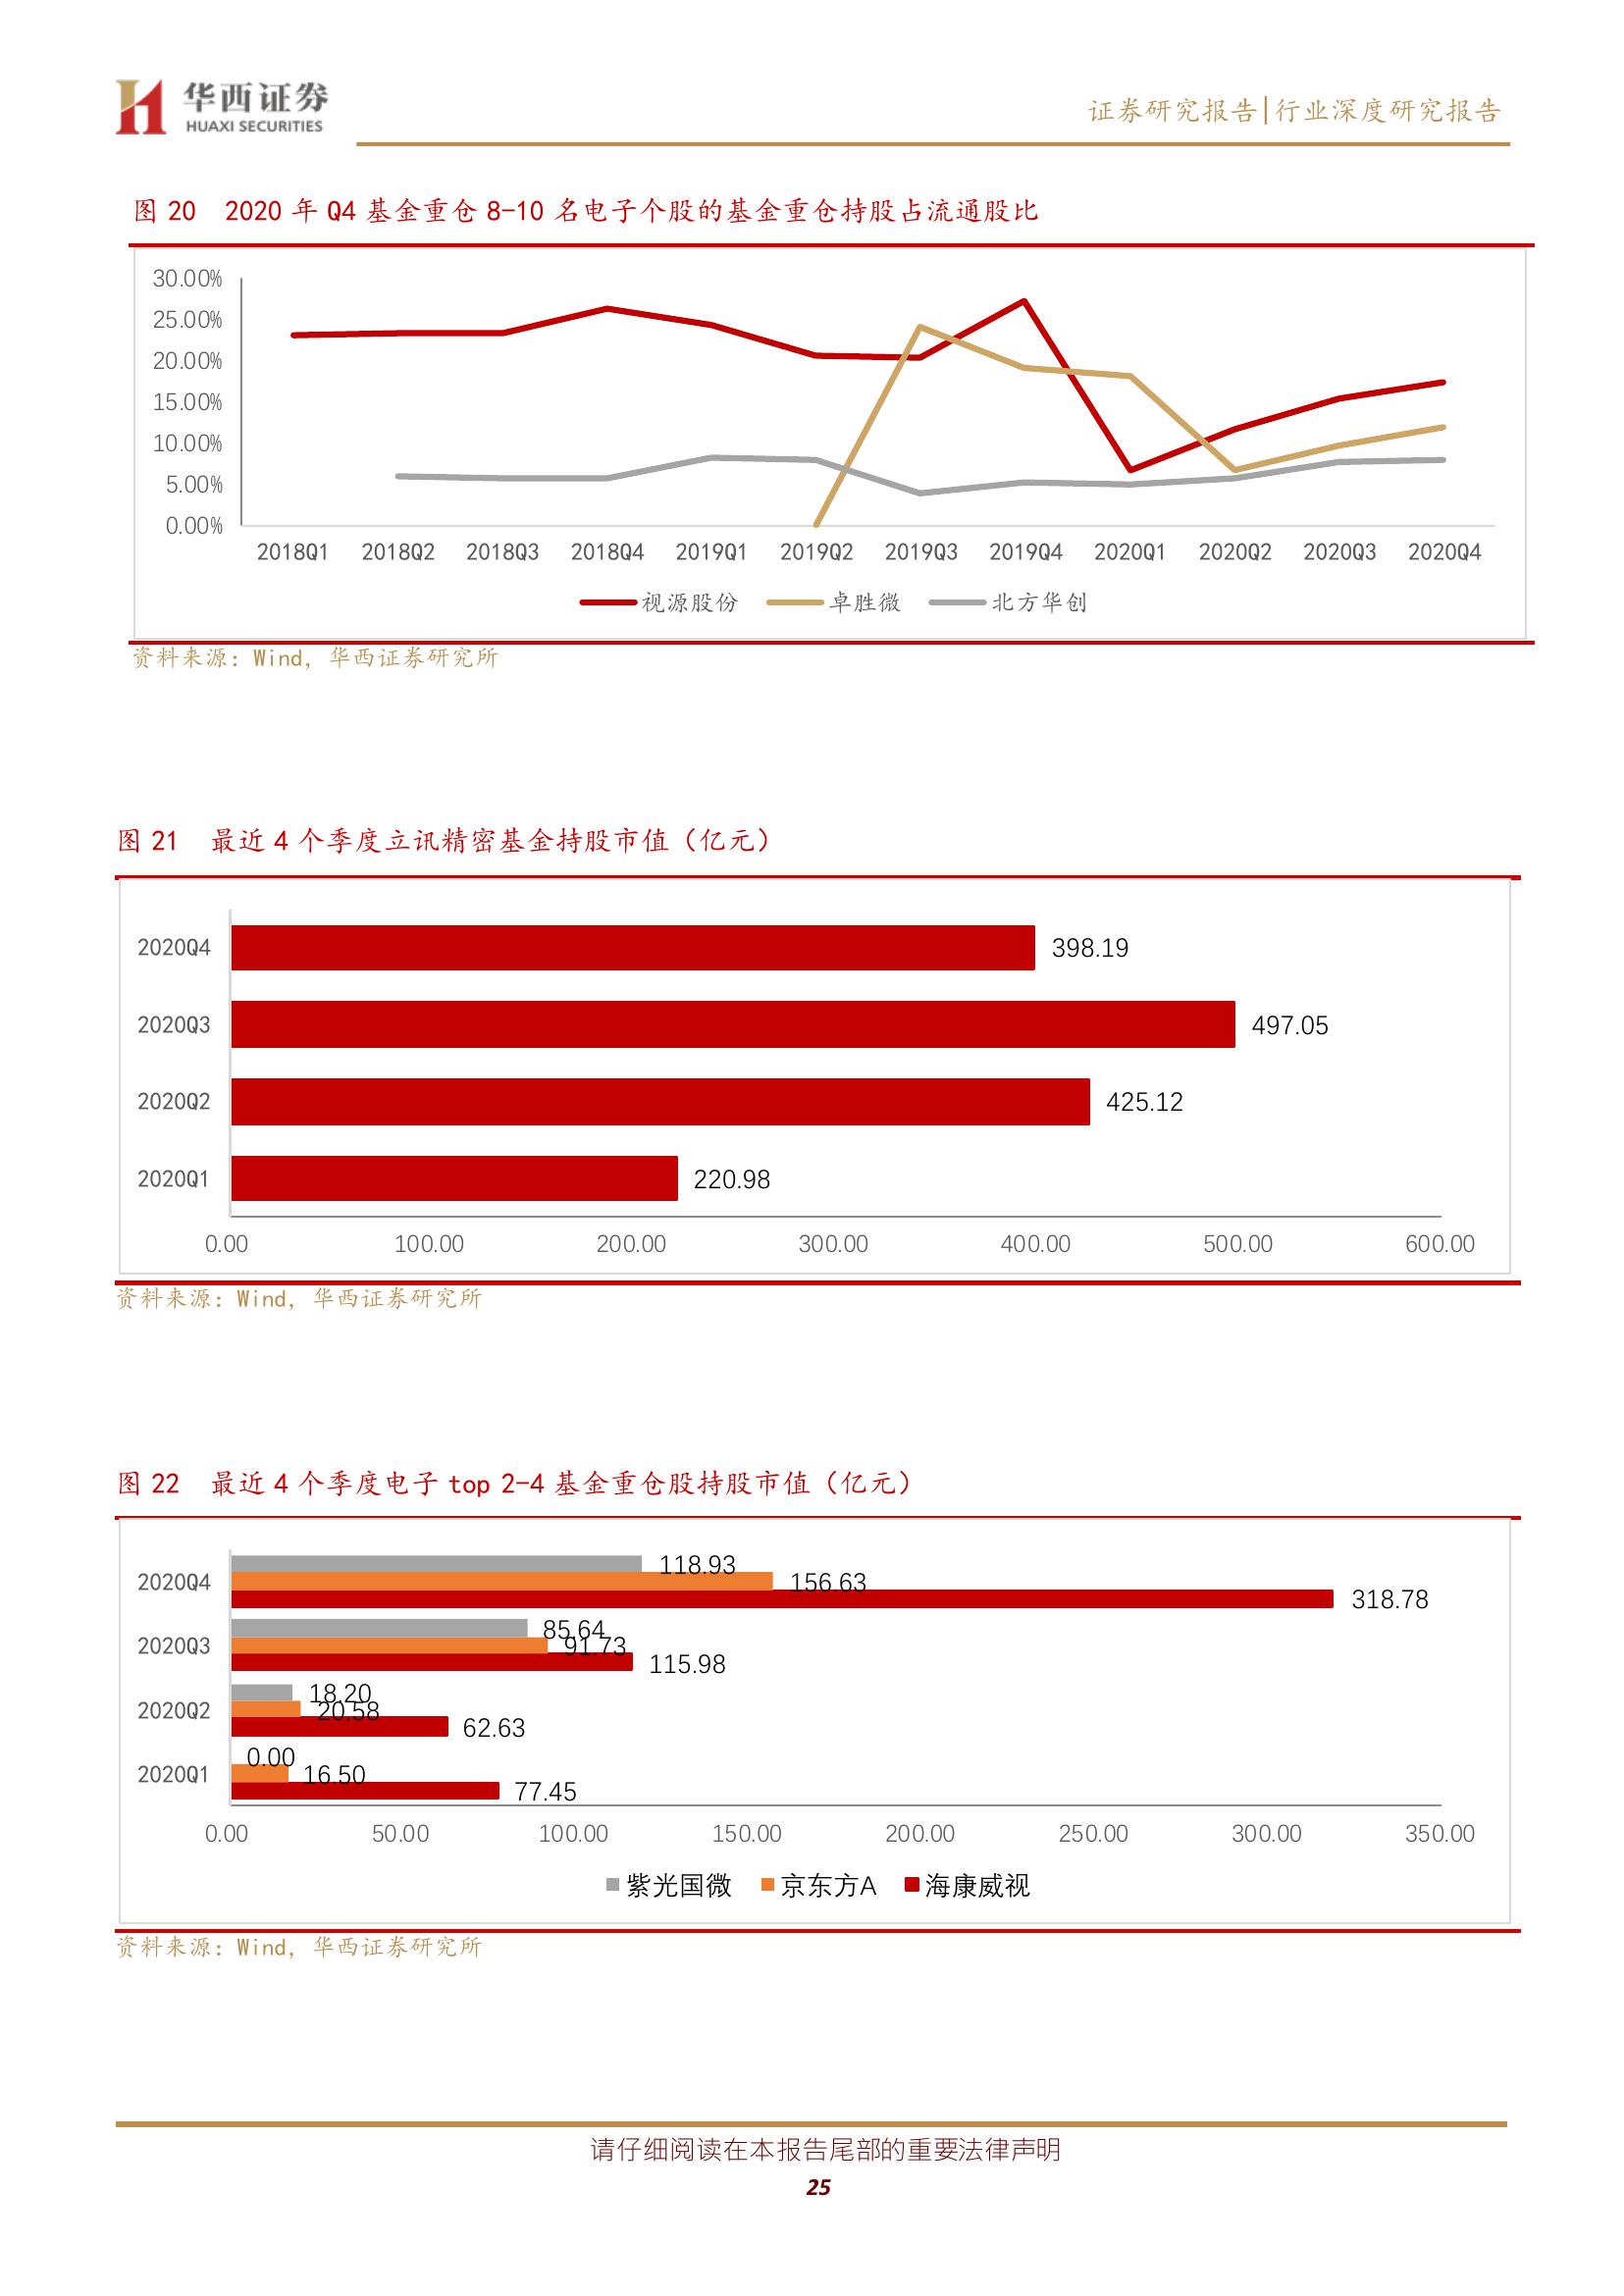 华西证券
HUAXI SECURITIES
证券研究报告|行业深度研究报告
图 20 2020 年 Q4 基金重仓 8-10 名电子个股的基金重仓持股占流通股比
30.00%
25.00%
20.00%
15.00%
10.00%
5.00%
0.00%
2018Q1 2018Q2 2018Q3 2018Q4 2019Q1 2019Q2 2019Q3 2019Q4 2020Q1 2020Q2 2020Q3 2020Q4
视源股份 卓胜微 北方华创
资料来源：Wind，华西证券研究所
图 21 最近 4 个季度立讯精密基金持股市值（亿元）
2020Q4 398.19
2020Q3 497.05
2020Q2 425.12
2020Q1 220.98
0.00 100.00 200.00 300.00 400.00 500.00 600.00
资料来源：Wind，华西证券研究所
图 22 最近 4 个季度电子 top 2-4 基金重仓股持股市值（亿元）
118.93
2020Q4 156.63
318.78
85.64
2020Q3 91.73
115.98
18.20
2020Q2 20.58
62.63
0.00
2020Q1 16.50
77.45
0.00 50.00 100.00 150.00 200.00 250.00 300.00 350.00
紫光国微 京东方A 海康威视
资料来源：Wind，华西证券研究所
请仔细阅读在本报告尾部的重要法律声明
25